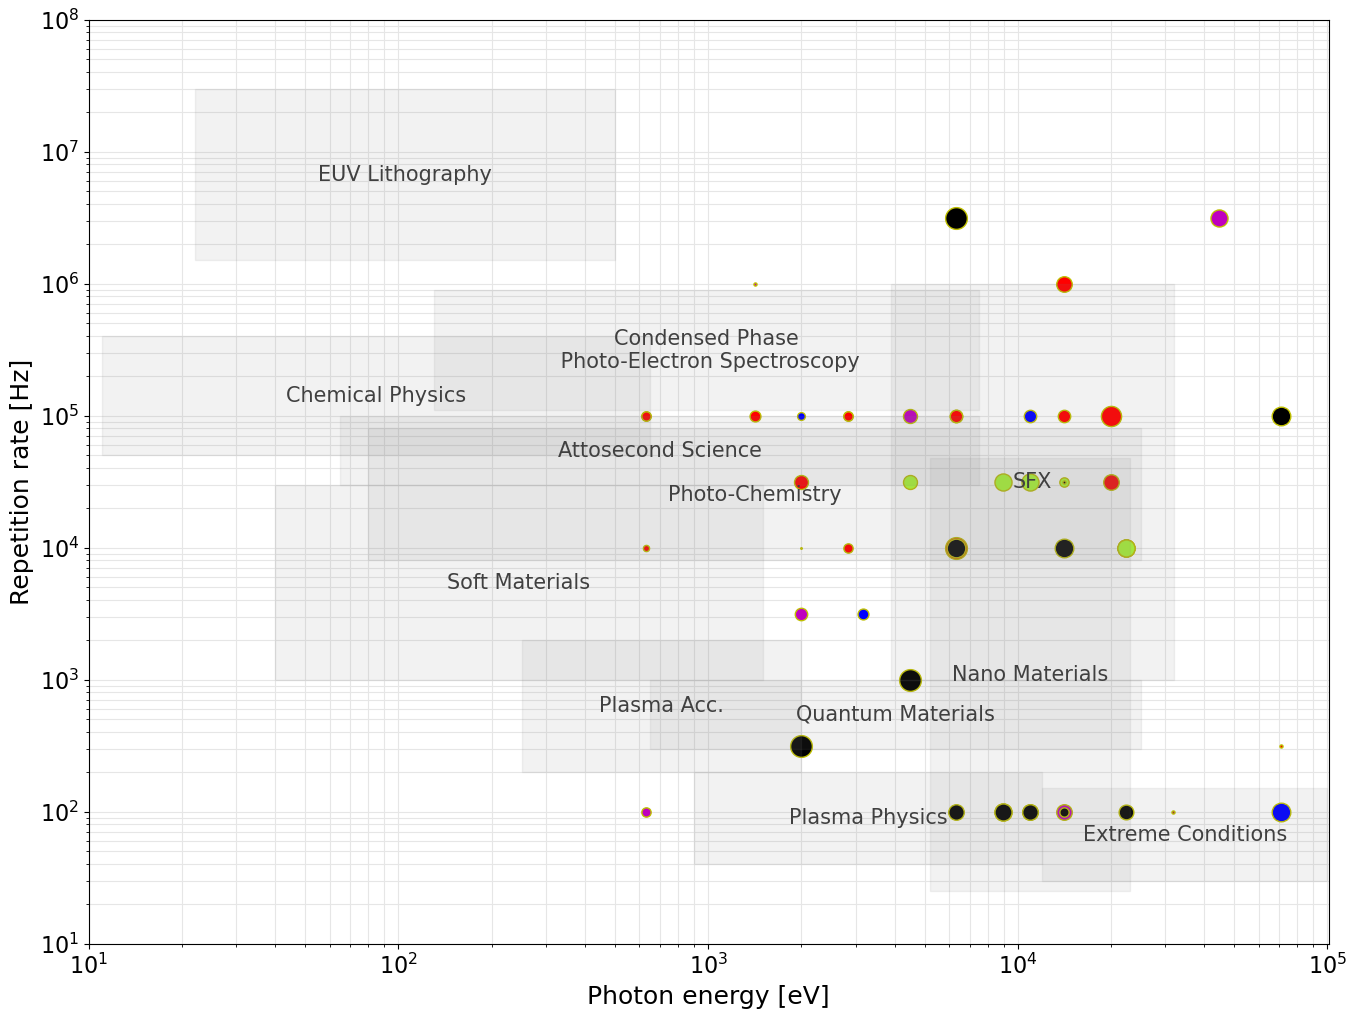 10⁸
10⁷
10⁶
10⁵
10⁴
10³
10²
10¹
Repetition rate [Hz]
EUV Lithography
Condensed Phase
Photo-Electron Spectroscopy
Chemical Physics
Attosecond Science
SFX
Photo-Chemistry
Soft Materials
Nano Materials
Plasma Acc.
Quantum Materials
Plasma Physics
Extreme Conditions
10¹ 10² 10³ 10⁴ 10⁵
Photon energy [eV]